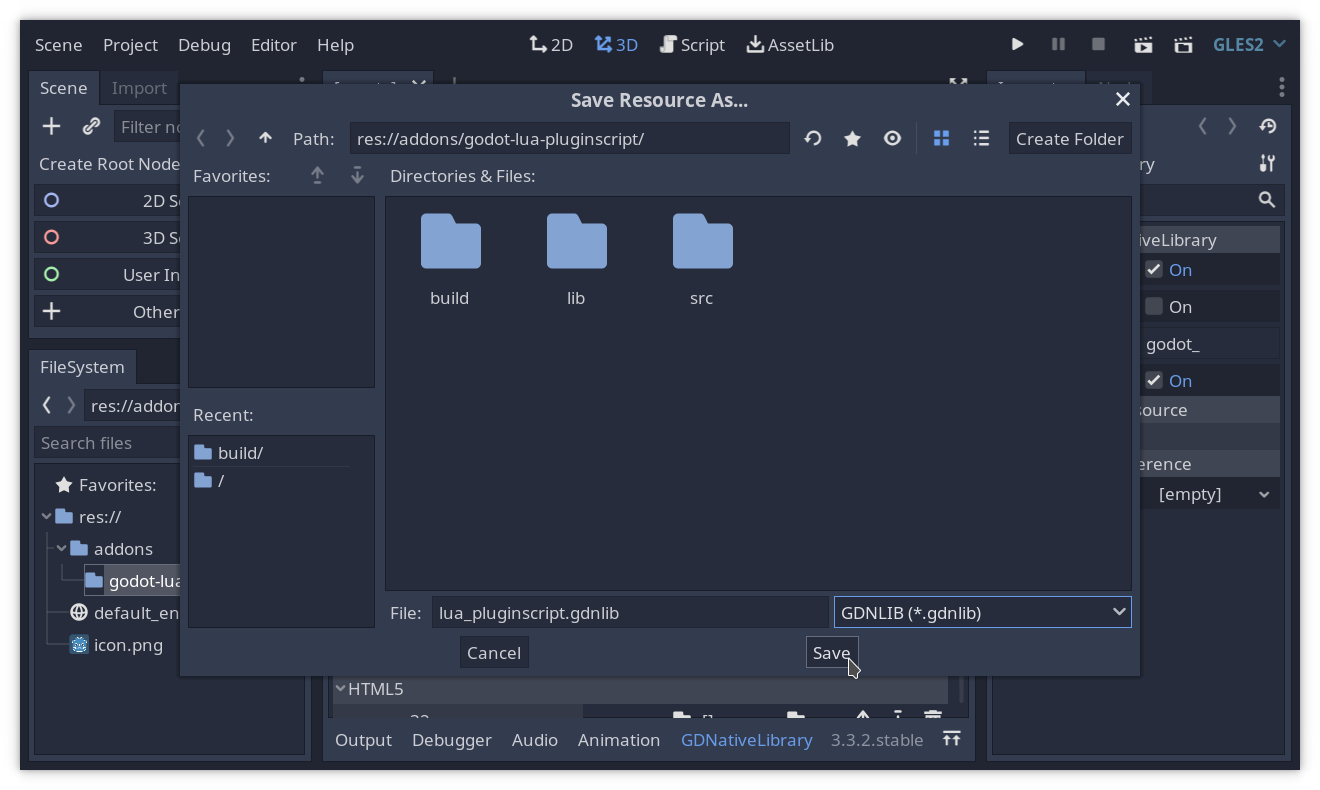 Scene Project Debug Editor Help 2D 3D Script AssetLib GLES2
Scene Import
Save Resource As...
Filter no
Path: res://addons/godot-lua-pluginscript/ Create Folder
Create Root Node
Favorites: Directories & Files:
2D Sc
3D Sc
User In
Other
build lib src
FileSystem
res://addor
Search files
Recent:
build/
/
Favorites:
res://
addons
godot-lua
default_en
icon.png
File: lua_pluginscript.gdnlib GDNLIB (*.gdnlib)
Cancel Save
ry
iveLibrary
On
On
godot_
On
source
erence
[empty]
HTML5
Output Debugger Audio Animation GDNativeLibrary 3.3.2.stable